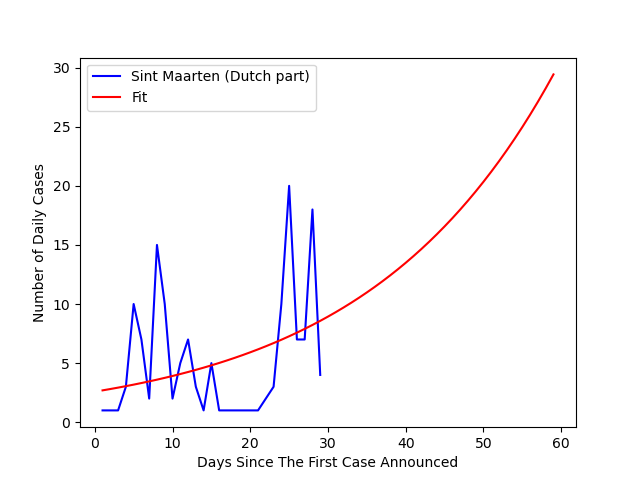 Sint Maarten (Dutch part)
Fit
30
25
20
15
10
5
0
Number of Daily Cases
0 10 20 30 40 50 60
Days Since The First Case Announced